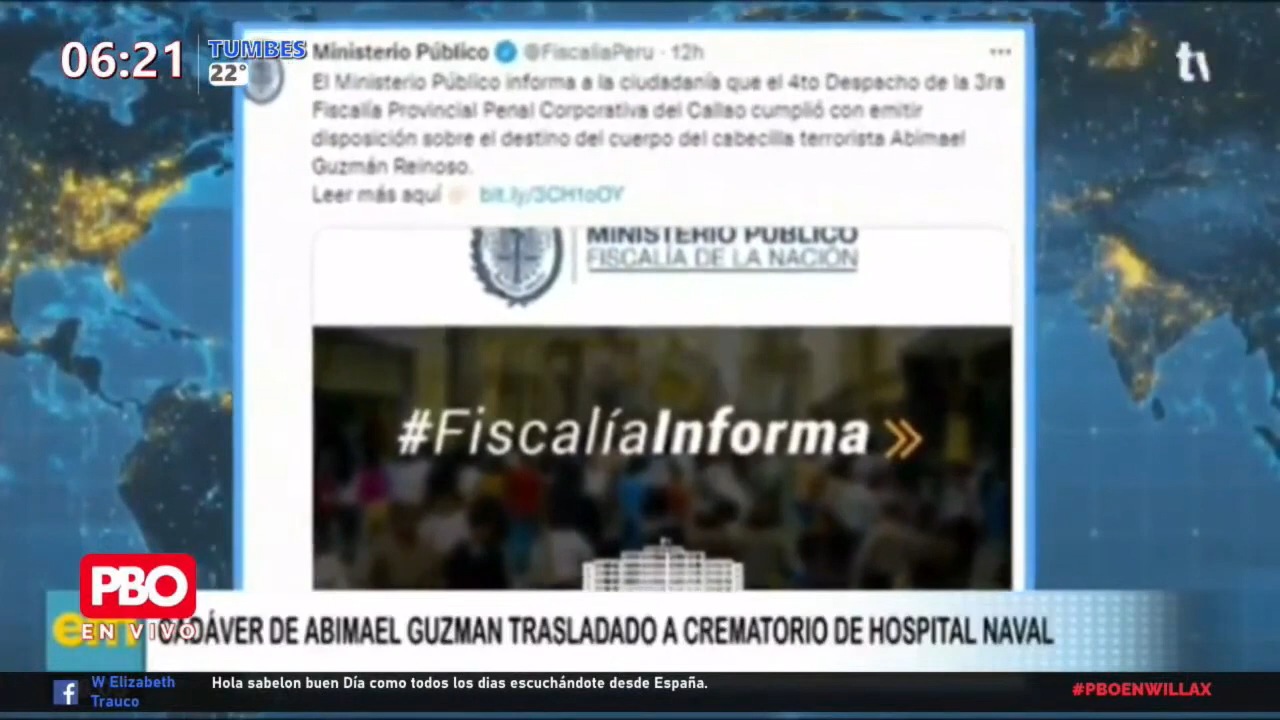 06:21
TUMBES
22°
Ministerio Público @FiscaliaPeru · 12h
El Ministerio Público informa a la ciudadanía que el 4to Despacho de la 3ra
Fiscalía Provincial Penal Corporativa del Callao cumplió con emitir
disposición sobre el destino del cuerpo del cabecilla terrorista Abimael
Guzmán Reinoso.
Leer más aquí bit.ly/3CH1oOY
MINISTERIO PÚBLICO
FISCALÍA DE LA NACIÓN
#FiscalíaInforma »
PBO
EN VIVO
CADÁVER DE ABIMAEL GUZMAN TRASLADADO A CREMATORIO DE HOSPITAL NAVAL
W Elizabeth
Trauco
Hola sabelon buen Día como todos los dias escuchándote desde España.
#PBOENWILLAX